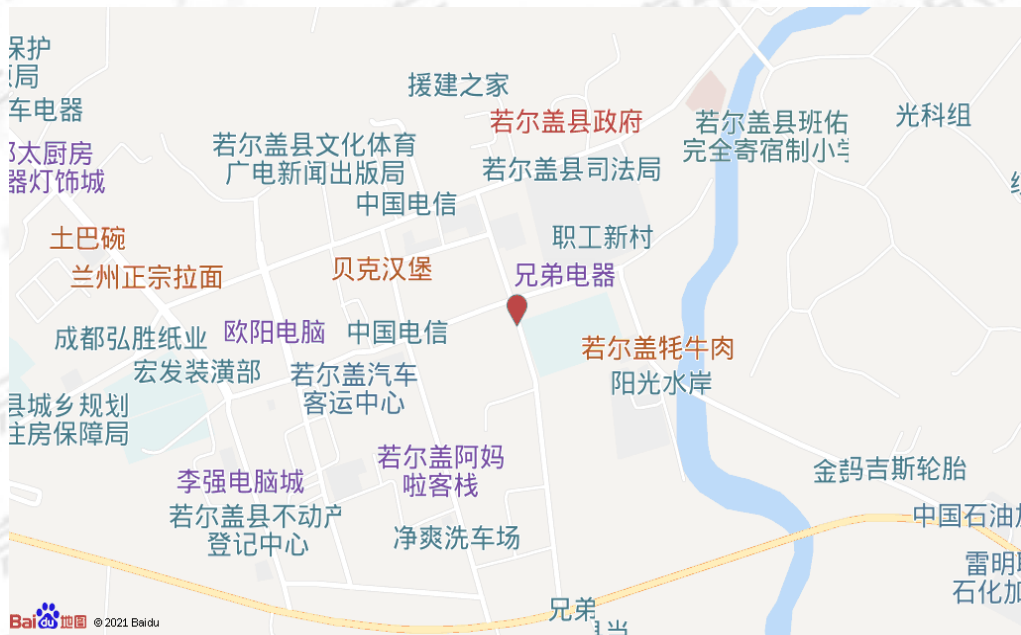 保护
局
援建之家
车电器
若尔盖县政府
若尔盖县班佑
完全寄宿制小学
光科组
若尔盖县文化体育
广电新闻出版局
太厨房
器灯饰城
若尔盖县司法局
中国电信
土巴碗
职工新村
兰州正宗拉面
贝克汉堡
兄弟电器
成都弘胜纸业
欧阳电脑
中国电信
若尔盖牦牛肉
宏发装潢部
若尔盖汽车
客运中心
阳光水岸
县城乡规划
住房保障局
若尔盖阿妈
啦客栈
李强电脑城
金鹉吉斯轮胎
若尔盖县不动产
登记中心
净爽洗车场
中国石油加
雷明
石化加
兄弟
Bai du 地图 © 2021 Baidu